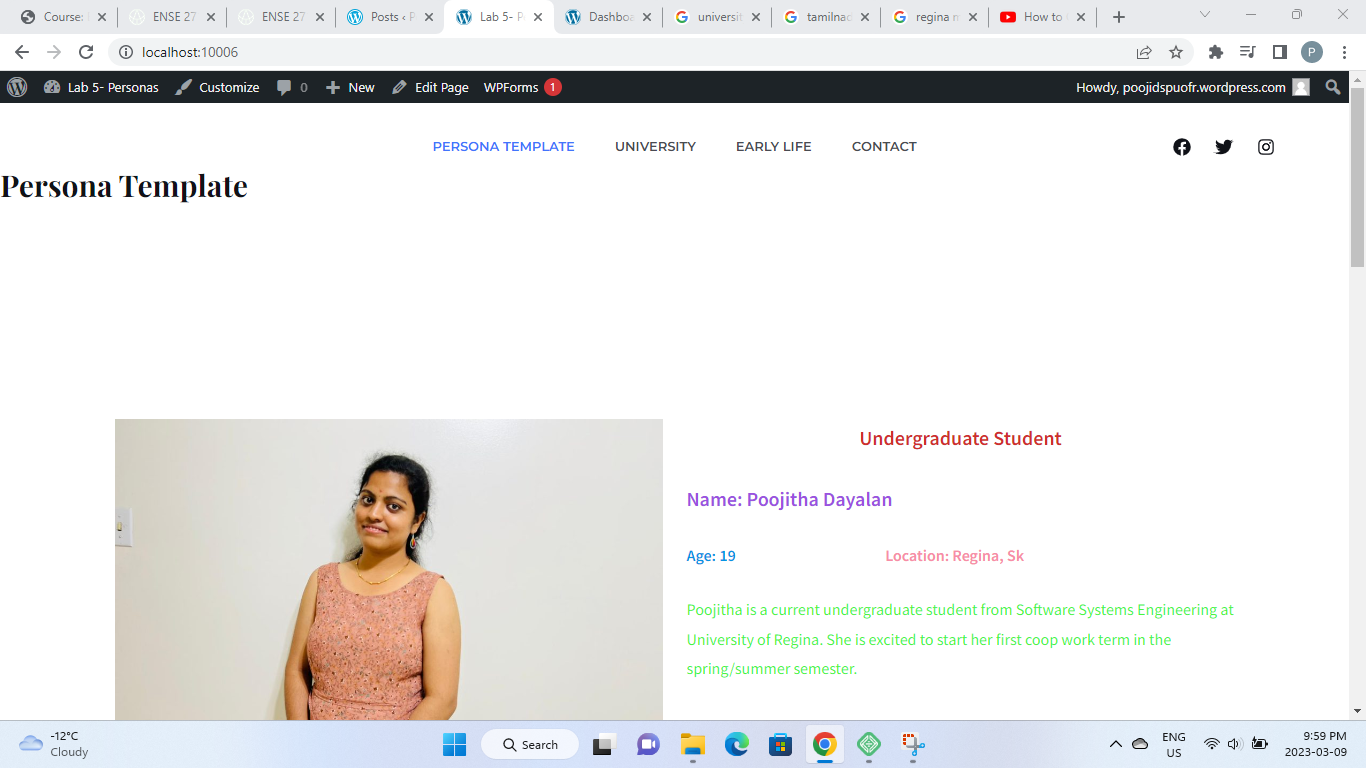 Course:
ENSE 27
ENSE 27
Posts ‹ P
Lab 5- P
Dashboa
universit
tamilnad
regina m
How to
localhost:10006
P
Lab 5- Personas
Customize
0
New
Edit Page
WPForms
1
Howdy, poojidspuofr.wordpress.com
PERSONA TEMPLATE
UNIVERSITY
EARLY LIFE
CONTACT
Persona Template
Undergraduate Student
Name: Poojitha Dayalan
Age: 19
Location: Regina, Sk
Poojitha is a current undergraduate student from Software Systems Engineering at
University of Regina. She is excited to start her first coop work term in the
spring/summer semester.
-12°C
Cloudy
Search
ENG
US
9:59 PM
2023-03-09